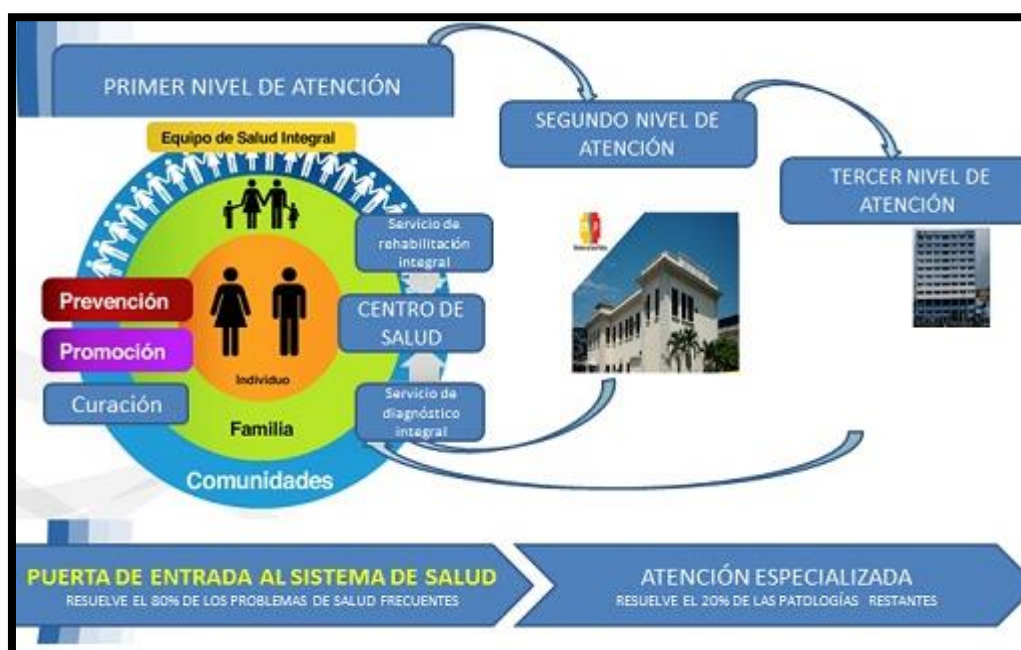 PRIMER NIVEL DE ATENCIÓN
SEGUNDO NIVEL DE
ATENCIÓN
TERCER NIVEL DE
ATENCIÓN
Equipo de Salud Integral
Servicio de
rehabilitación
integral
Prevención
CENTRO DE
SALUD
Promoción
Individuo
Curación
Servicio de
diagnóstico
integral
Familia
Comunidades
PUERTA DE ENTRADA AL SISTEMA DE SALUD
RESUELVE EL 80% DE LOS PROBLEMAS DE SALUD FRECUENTES
ATENCIÓN ESPECIALIZADA
RESUELVE EL 20% DE LAS PATOLOGÍAS RESTANTES